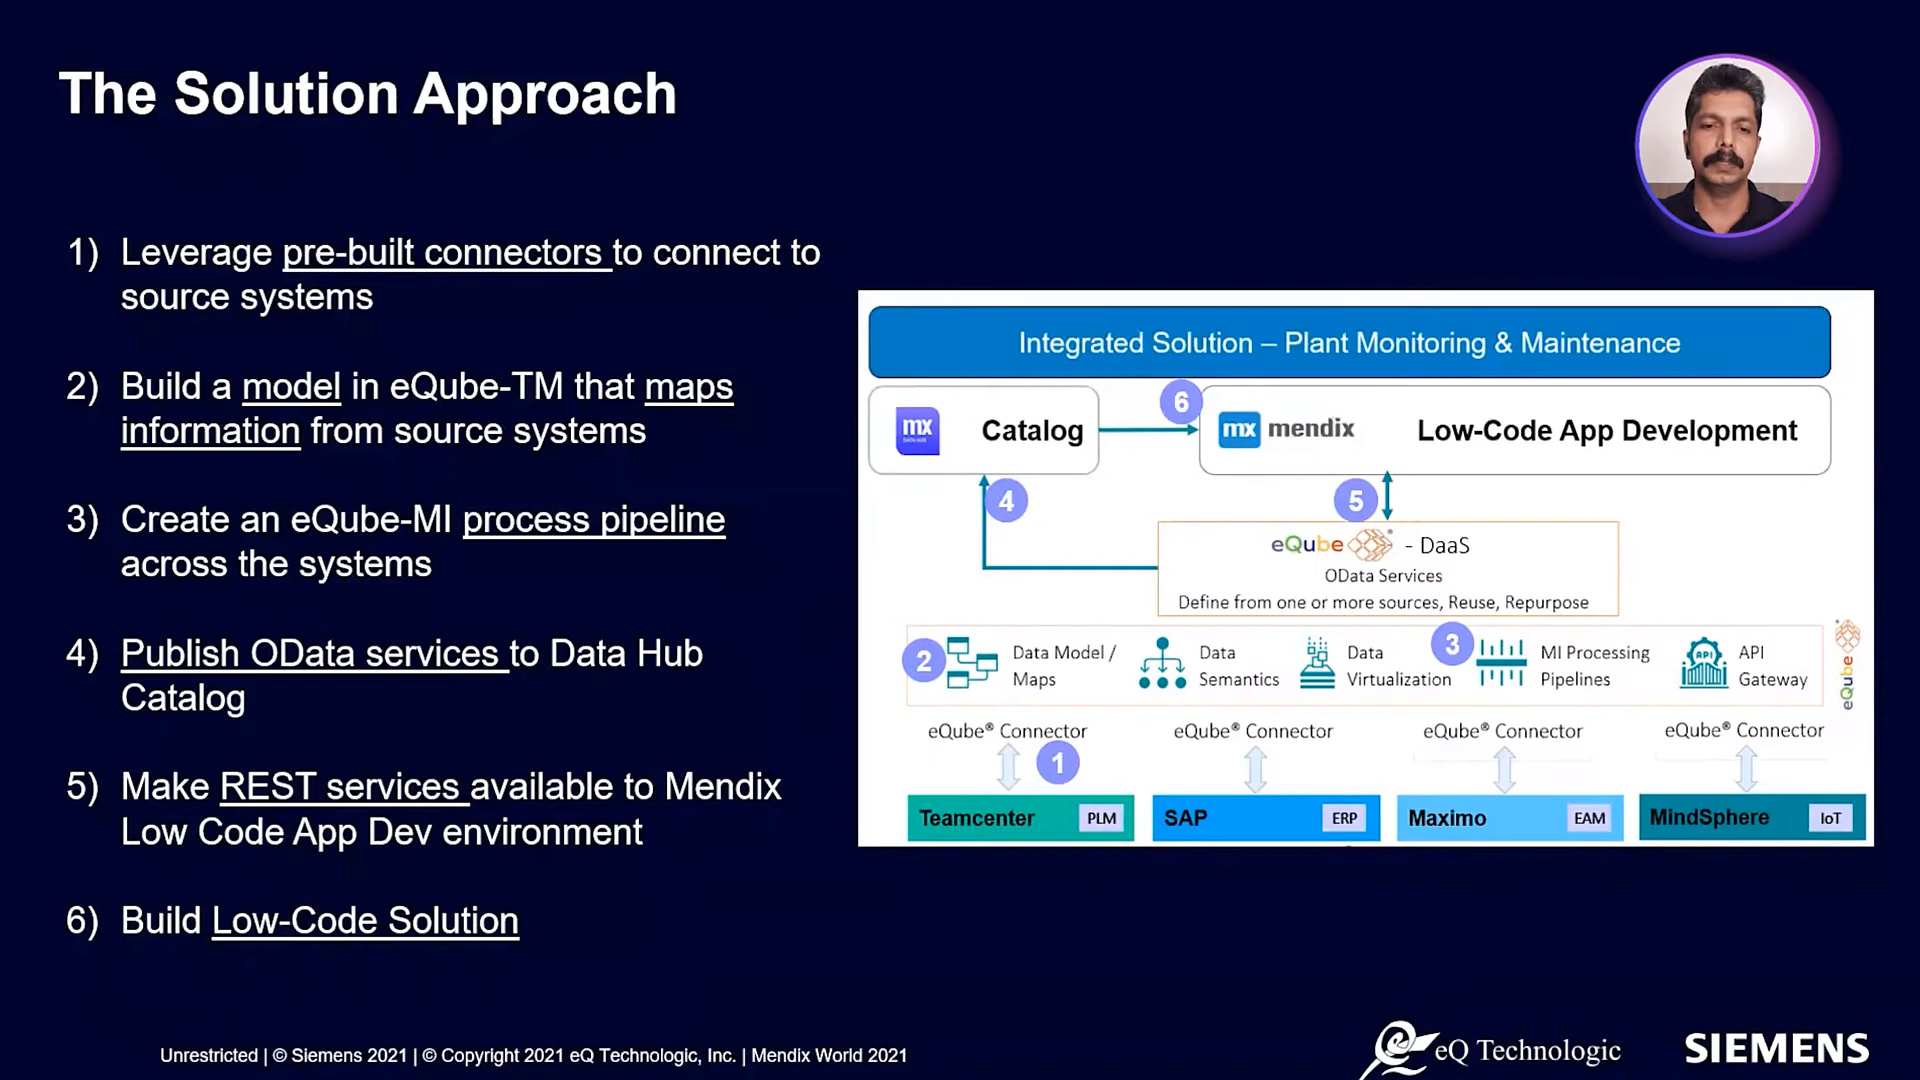 The Solution Approach
1) Leverage pre-built connectors to connect to
source systems
2) Build a model in eQube-TM that maps
information from source systems
3) Create an eQube-MI process pipeline
across the systems
4) Publish OData services to Data Hub
Catalog
5) Make REST services available to Mendix
Low Code App Dev environment
6) Build Low-Code Solution
Integrated Solution – Plant Monitoring & Maintenance
mx Catalog
6
mx mendix Low-Code App Development
4
5
eQube® - DaaS
OData Services
Define from one or more sources, Reuse, Repurpose
2
Data Model /
Maps
Data
Semantics
Data
Virtualization
3
MI Processing
Pipelines
API
API
Gateway
eQube
eQube® Connector
eQube® Connector
eQube® Connector
eQube® Connector
1
Teamcenter PLM
SAP ERP
Maximo EAM
MindSphere IoT
Unrestricted | © Siemens 2021 | © Copyright 2021 eQ Technologic, Inc. | Mendix World 2021
eQ Technologic
SIEMENS